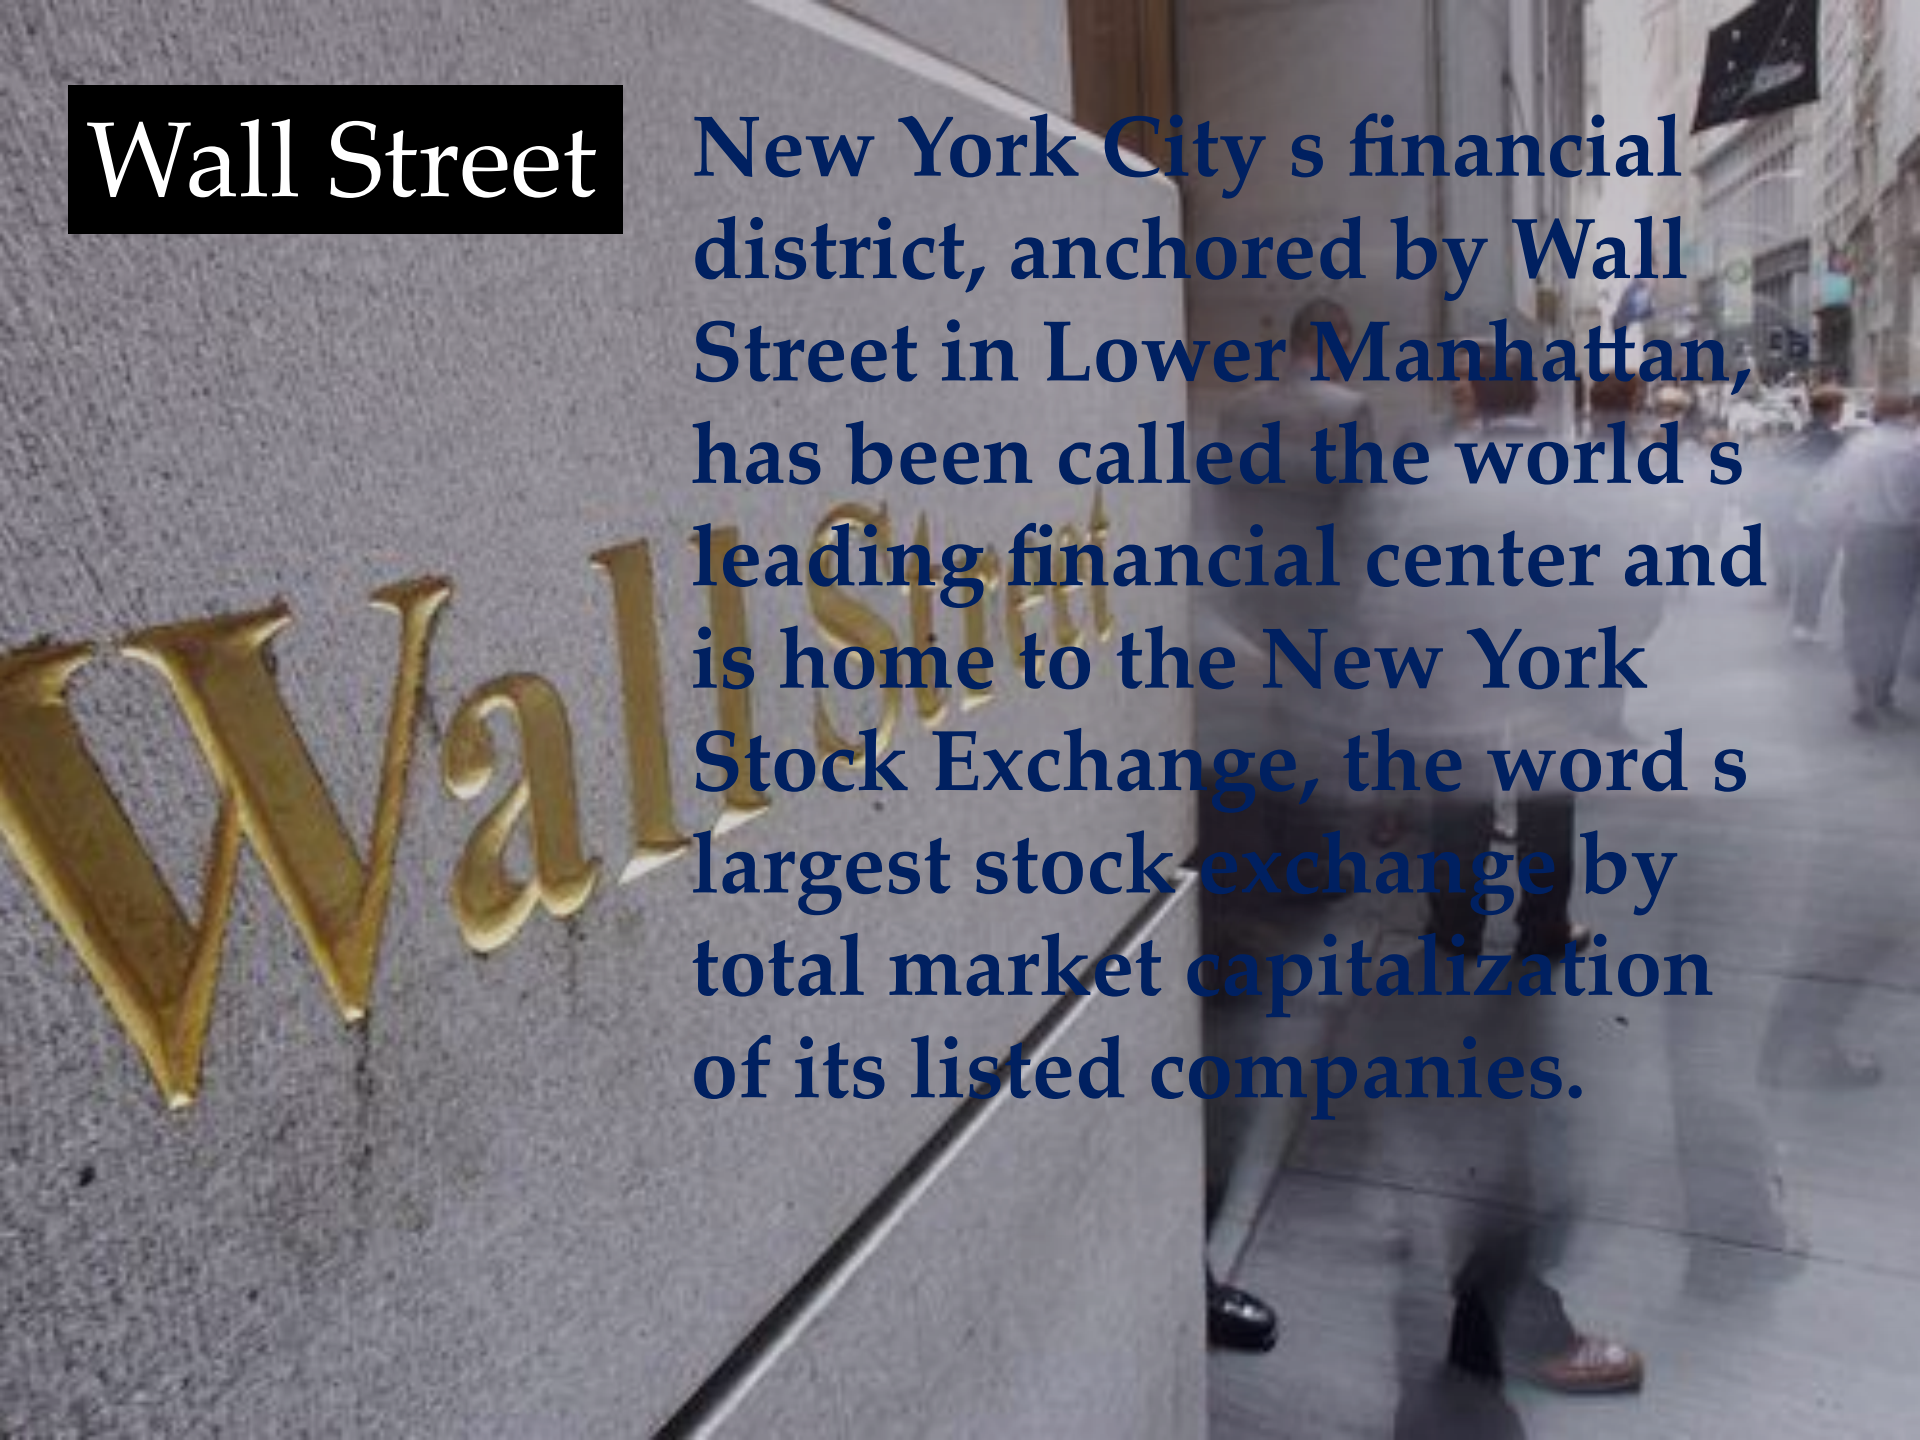 Wall Street
New York City s financial
district, anchored by Wall
Street in Lower Manhattan,
has been called the world s
leading financial center and
is home to the New York
Stock Exchange, the word s
largest stock exchange by
total market capitalization
of its listed companies.
Wall Street